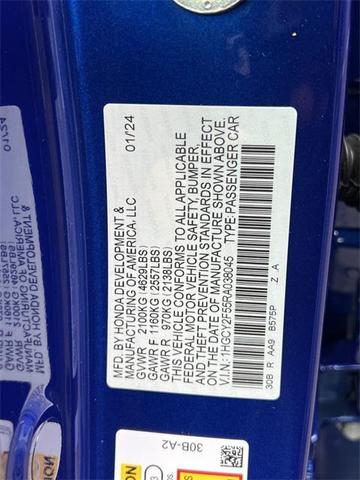 MFD. BY HONDA DEVELOPMENT & 01/24
MANUFACTURING OF AMERICA, LLC
GVWR 2100KG(4629LBS)
GAWR F 1160KG(2557LBS)
GAWR R 970KG(2138LBS)
THIS VEHICLE CONFORMS TO ALL APPLICABLE
FEDERAL MOTOR VEHICLE SAFETY, BUMPER,
AND THEFT PREVENTION STANDARDS IN EFFECT
ON THE DATE OF MANUFACTURE SHOWN ABOVE.
V.I.N.: 1HGCY2F55RA038045 TYPE: PASSENGER CAR
30B R AA9 B575P Z A
30B-A2